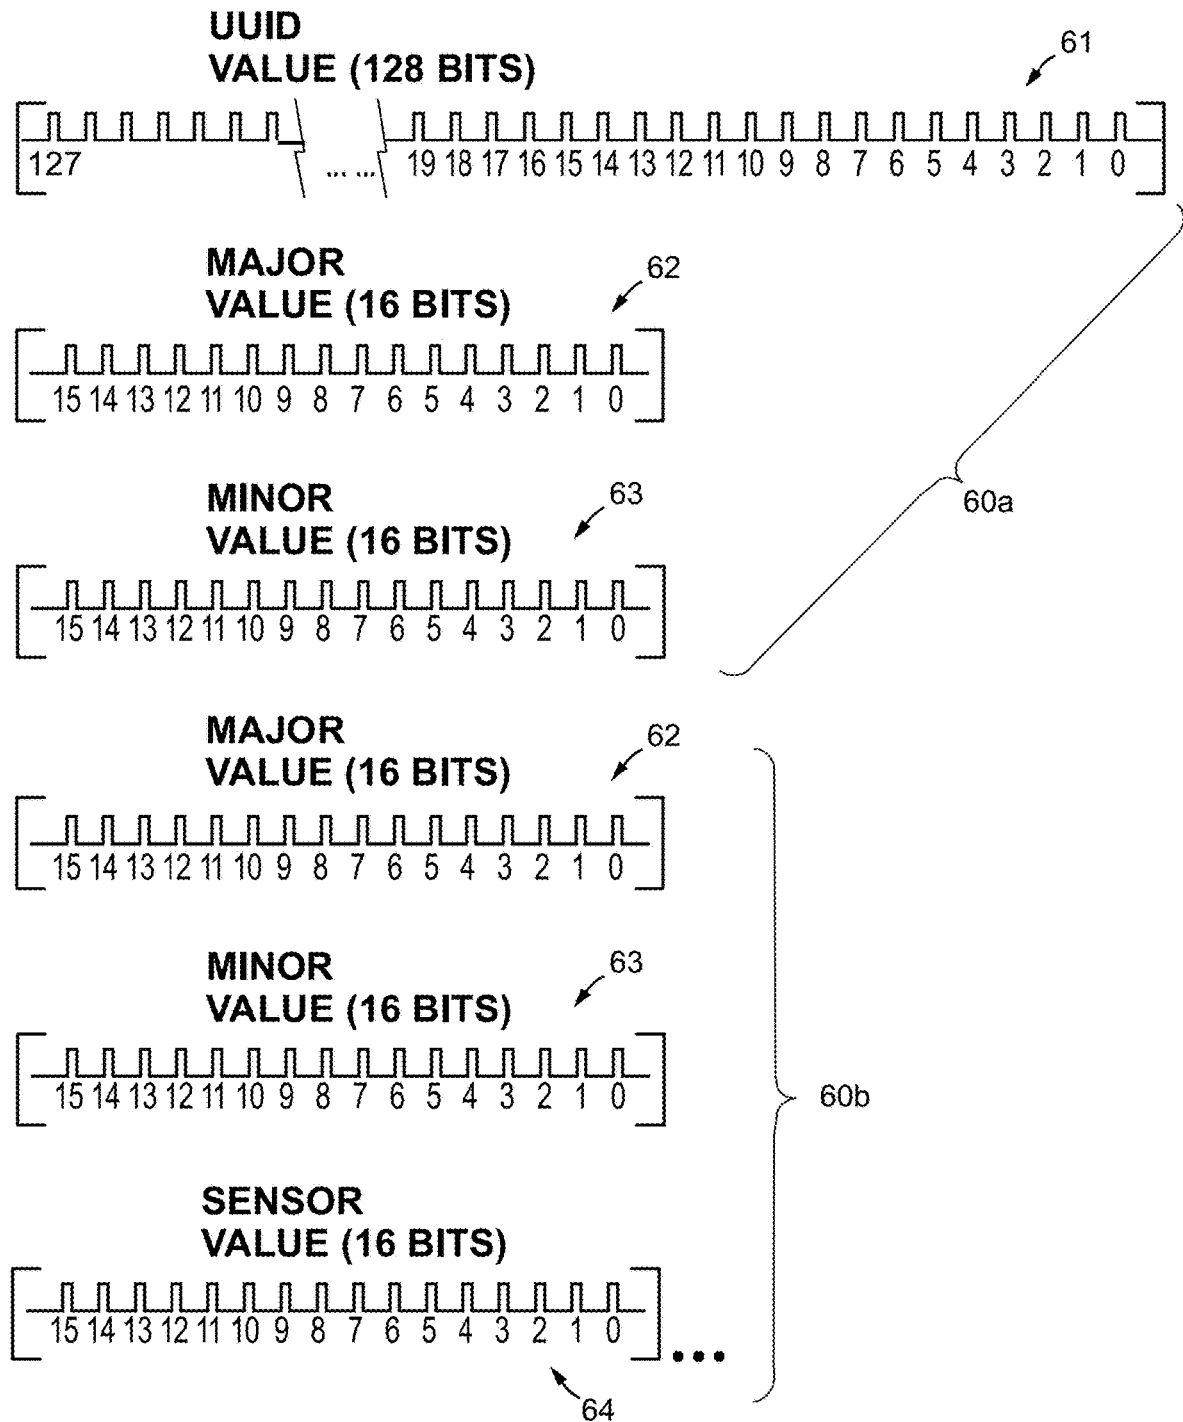 UUID
VALUE (128 BITS)
61
127 ... ... 19 18 17 16 15 14 13 12 11 10 9 8 7 6 5 4 3 2 1 0
MAJOR
VALUE (16 BITS)
62
15 14 13 12 11 10 9 8 7 6 5 4 3 2 1 0
MINOR
VALUE (16 BITS)
63
60a
15 14 13 12 11 10 9 8 7 6 5 4 3 2 1 0
MAJOR
VALUE (16 BITS)
62
15 14 13 12 11 10 9 8 7 6 5 4 3 2 1 0
MINOR
VALUE (16 BITS)
63
15 14 13 12 11 10 9 8 7 6 5 4 3 2 1 0
60b
SENSOR
VALUE (16 BITS)
15 14 13 12 11 10 9 8 7 6 5 4 3 2 1 0
...
64